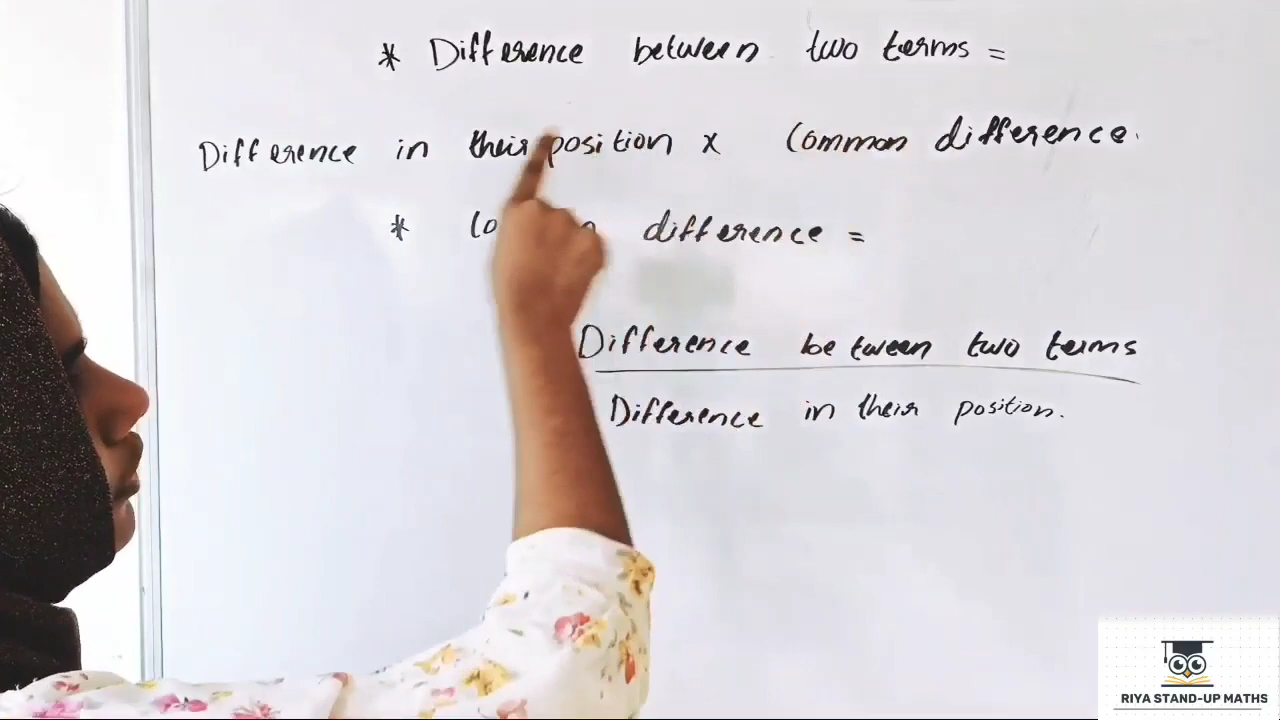 * Difference between two terms =
Difference in their position x Common difference.
* difference =
Difference between two terms
Difference in their position.
RIYA STAND-UP MATHS